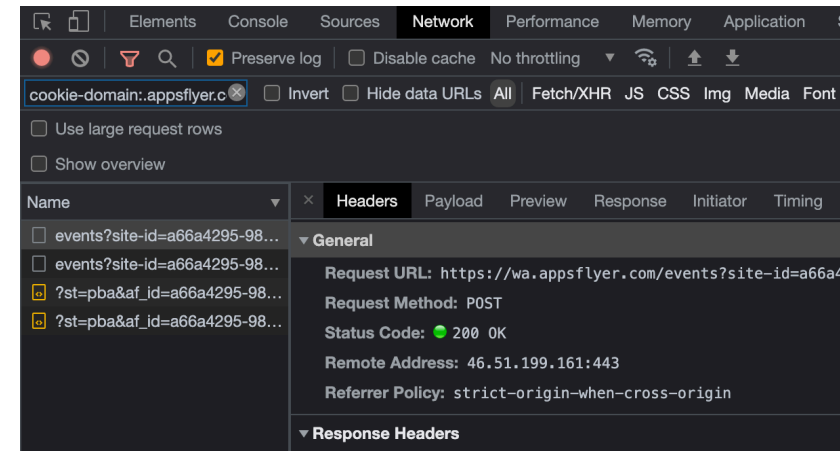 Elements Console Sources Network Performance Memory Application
Preserve log Disable cache No throttling
cookie-domain:.appsflyer.c Invert Hide data URLs All Fetch/XHR JS CSS Img Media Font
Use large request rows
Show overview
Name Headers Payload Preview Response Initiator Timing
events?site-id=a66a4295-98...
events?site-id=a66a4295-98...
?st=pba&af_id=a66a4295-98...
?st=pba&af_id=a66a4295-98...
General
Request URL: https://wa.appsflyer.com/events?site-id=a66a4
Request Method: POST
Status Code: 200 OK
Remote Address: 46.51.199.161:443
Referrer Policy: strict-origin-when-cross-origin
Response Headers